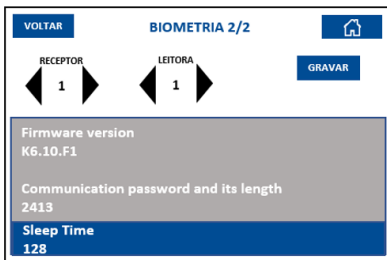 VOLTAR
BIOMETRIA 2/2
RECEPTOR
LEITORA
1
1
GRAVAR
Firmware version
K6.10.F1
Communication password and its length
2413
Sleep Time
128